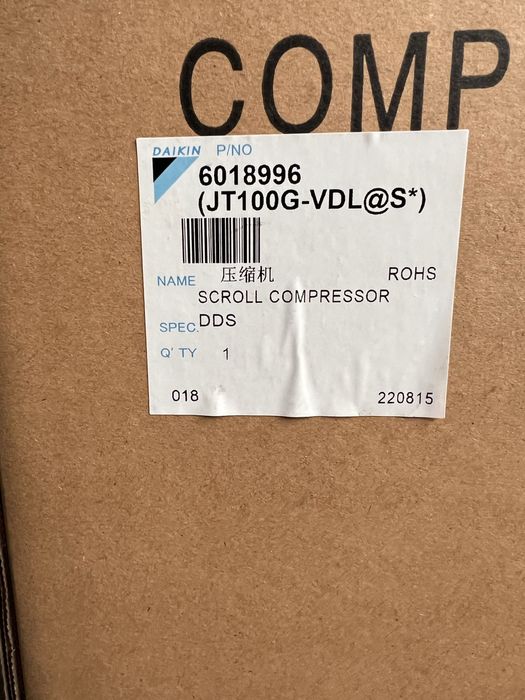 COMP
DAIKIN P/NO
6018996
(JT100G-VDL@S*)
NAME 压缩机 ROHS
SCROLL COMPRESSOR
SPEC. DDS
Q'TY 1
018 220815